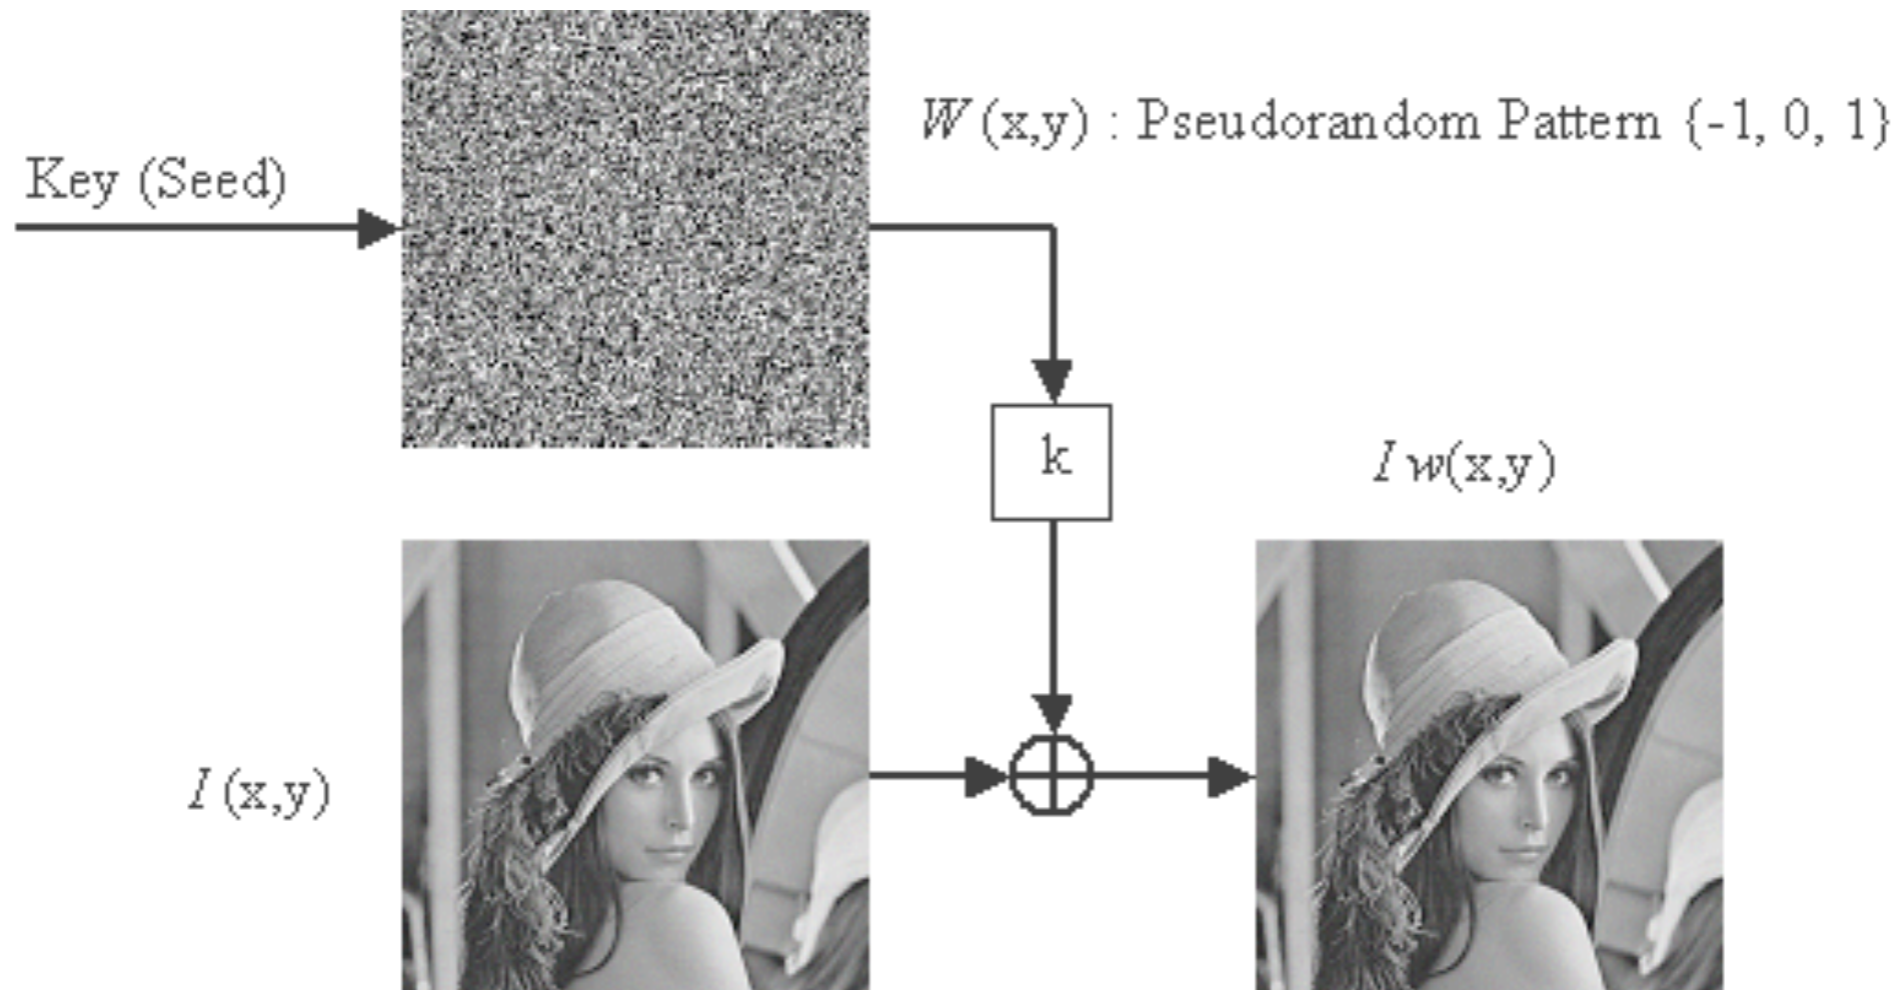 W (x,y) : Pseudorandom Pattern {-1, 0, 1}
Key (Seed)
k
I w(x,y)
I (x,y)